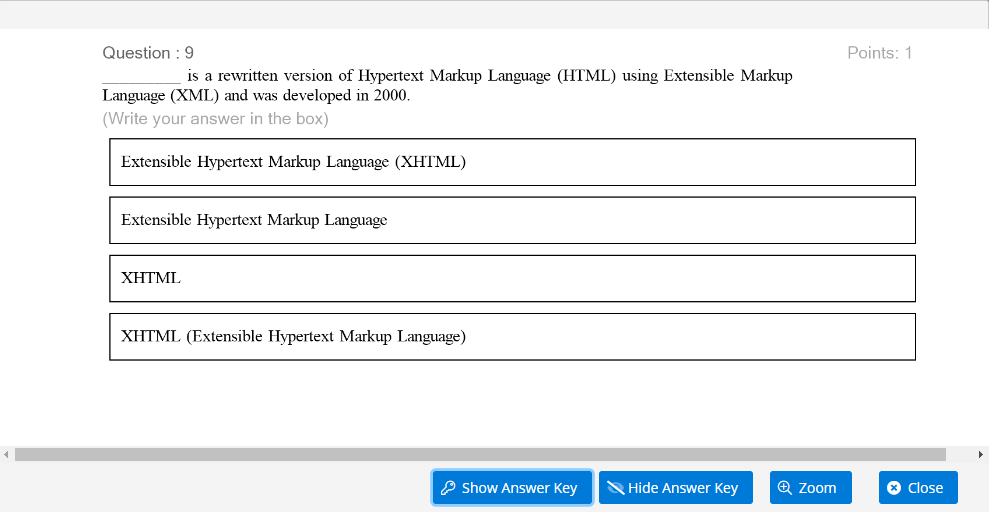 Question : 9
Points: 1
_________ is a rewritten version of Hypertext Markup Language (HTML) using Extensible Markup
Language (XML) and was developed in 2000.
(Write your answer in the box)
Extensible Hypertext Markup Language (XHTML)
Extensible Hypertext Markup Language
XHTML
XHTML (Extensible Hypertext Markup Language)
Show Answer Key
Hide Answer Key
Zoom
Close